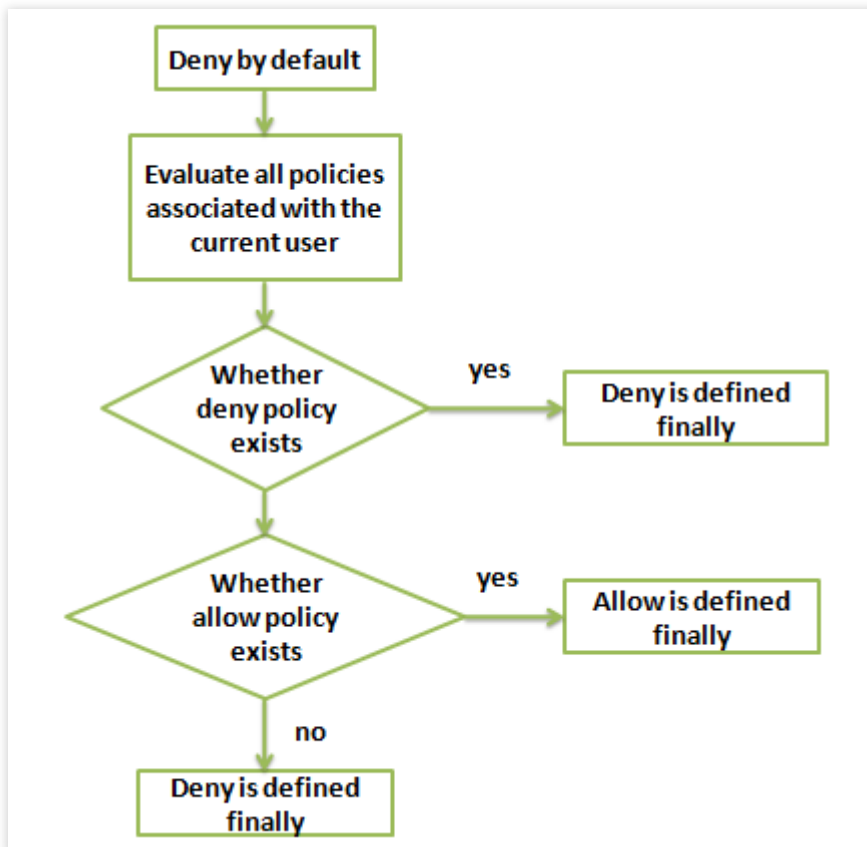 Deny by default
Evaluate all policies
associated with the
current user
Whether
deny policy
exists
yes
Deny is defined
finally
Whether
allow policy
exists
yes
Allow is defined
finally
no
Deny is defined
finally